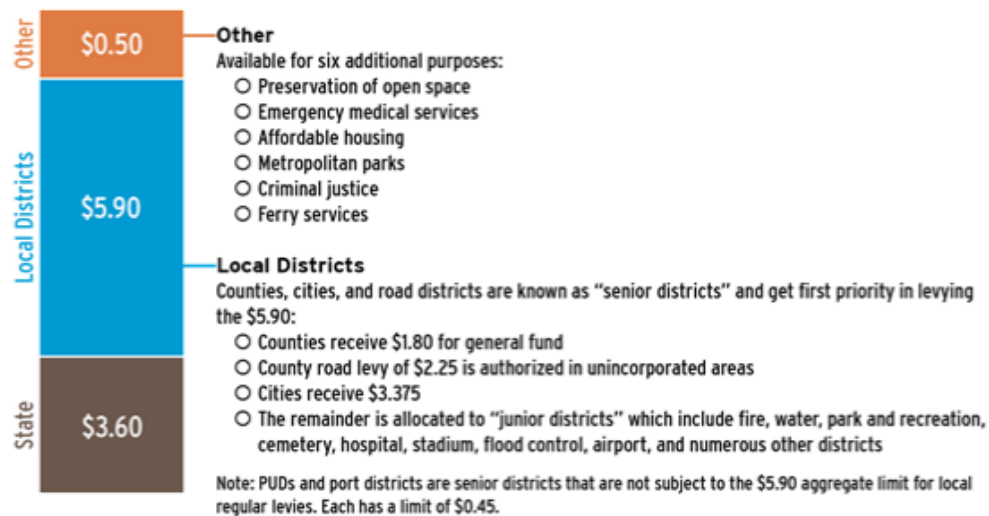 Other
$0.50
Other
Available for six additional purposes:
○ Preservation of open space
○ Emergency medical services
○ Affordable housing
○ Metropolitan parks
○ Criminal justice
○ Ferry services
Local Districts
$5.90
Local Districts
Counties, cities, and road districts are known as “senior districts” and get first priority in levying
the $5.90:
○ Counties receive $1.80 for general fund
○ County road levy of $2.25 is authorized in unincorporated areas
○ Cities receive $3.375
○ The remainder is allocated to “junior districts” which include fire, water, park and recreation,
cemetery, hospital, stadium, flood control, airport, and numerous other districts
State
$3.60
Note: PUDs and port districts are senior districts that are not subject to the $5.90 aggregate limit for local
regular levies. Each has a limit of $0.45.